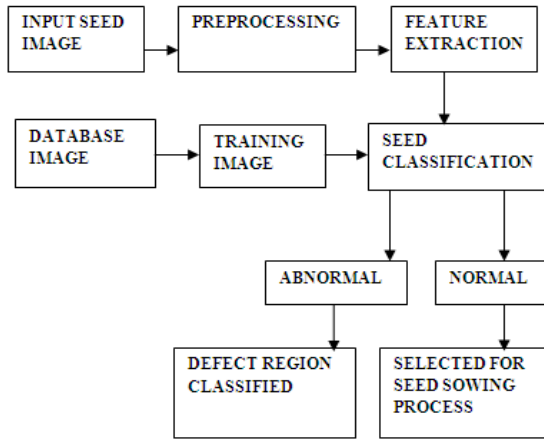 INPUT SEED
IMAGE
PREPROCESSING
FEATURE
EXTRACTION
DATABASE
IMAGE
TRAINING
IMAGE
SEED
CLASSIFICATION
ABNORMAL
NORMAL
DEFECT REGION
CLASSIFIED
SELECTED FOR
SEED SOWING
PROCESS